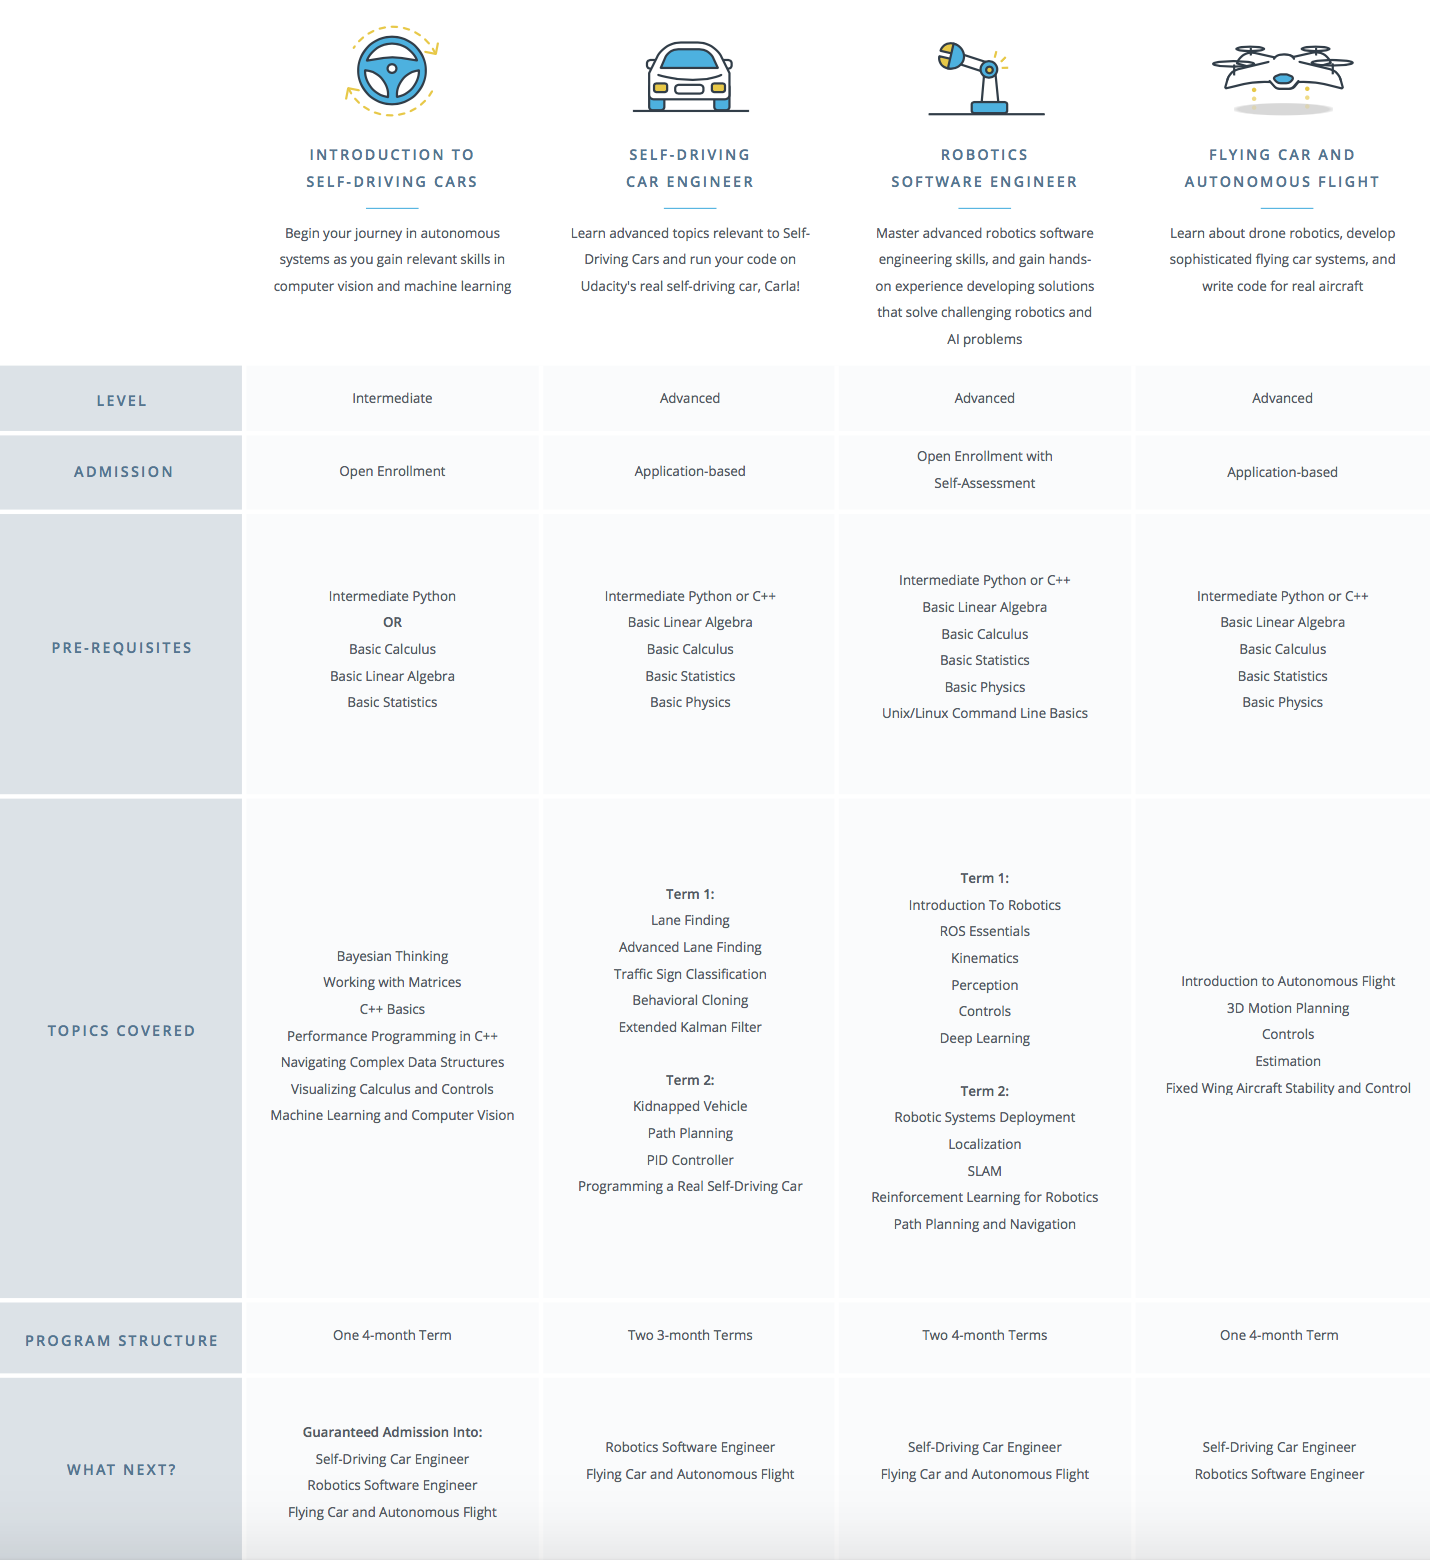 INTRODUCTION TO
SELF-DRIVING CARS
Begin your journey in autonomous
systems as you gain relevant skills in
computer vision and machine learning
SELF-DRIVING
CAR ENGINEER
Learn advanced topics relevant to Self-
Driving Cars and run your code on
Udacity's real self-driving car, Carla!
ROBOTICS
SOFTWARE ENGINEER
Master advanced robotics software
engineering skills, and gain hands-
on experience developing solutions
that solve challenging robotics and
AI problems
FLYING CAR AND
AUTONOMOUS FLIGHT
Learn about drone robotics, develop
sophisticated flying car systems, and
write code for real aircraft
LEVEL
Intermediate
Advanced
Advanced
Advanced
ADMISSION
Open Enrollment
Application-based
Open Enrollment with
Self-Assessment
Application-based
PRE-REQUISITES
Intermediate Python
OR
Basic Calculus
Basic Linear Algebra
Basic Statistics
Intermediate Python or C++
Basic Linear Algebra
Basic Calculus
Basic Statistics
Basic Physics
Intermediate Python or C++
Basic Linear Algebra
Basic Calculus
Basic Statistics
Basic Physics
Unix/Linux Command Line Basics
Intermediate Python or C++
Basic Linear Algebra
Basic Calculus
Basic Statistics
Basic Physics
TOPICS COVERED
Bayesian Thinking
Working with Matrices
C++ Basics
Performance Programming in C++
Navigating Complex Data Structures
Visualizing Calculus and Controls
Machine Learning and Computer Vision
Term 1:
Lane Finding
Advanced Lane Finding
Traffic Sign Classification
Behavioral Cloning
Extended Kalman Filter
Term 2:
Kidnapped Vehicle
Path Planning
PID Controller
Programming a Real Self-Driving Car
Term 1:
Introduction To Robotics
ROS Essentials
Kinematics
Perception
Controls
Deep Learning
Term 2:
Robotic Systems Deployment
Localization
SLAM
Reinforcement Learning for Robotics
Path Planning and Navigation
Introduction to Autonomous Flight
3D Motion Planning
Controls
Estimation
Fixed Wing Aircraft Stability and Control
PROGRAM STRUCTURE
One 4-month Term
Two 3-month Terms
Two 4-month Terms
One 4-month Term
WHAT NEXT?
Guaranteed Admission Into:
Self-Driving Car Engineer
Robotics Software Engineer
Flying Car and Autonomous Flight
Robotics Software Engineer
Flying Car and Autonomous Flight
Self-Driving Car Engineer
Flying Car and Autonomous Flight
Self-Driving Car Engineer
Robotics Software Engineer